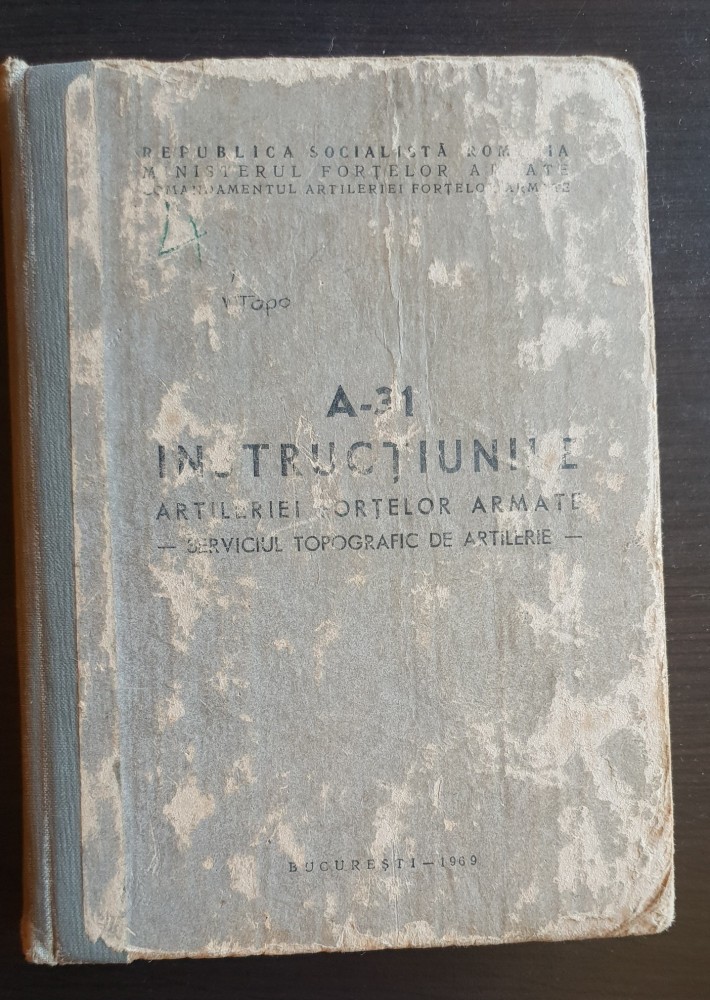 REPUBLICA SOCIALISTĂ ROMÂNIA
MINISTERUL FORȚELOR ARMATE
COMANDAMENTUL ARTILERIEI FORȚELOR ARMATE
Topo
A-31
INSTRUCȚIUNILE
ARTILERIEI FORȚELOR ARMATE
— SERVICIUL TOPOGRAFIC DE ARTILERIE —
BUCUREȘTI — 1969